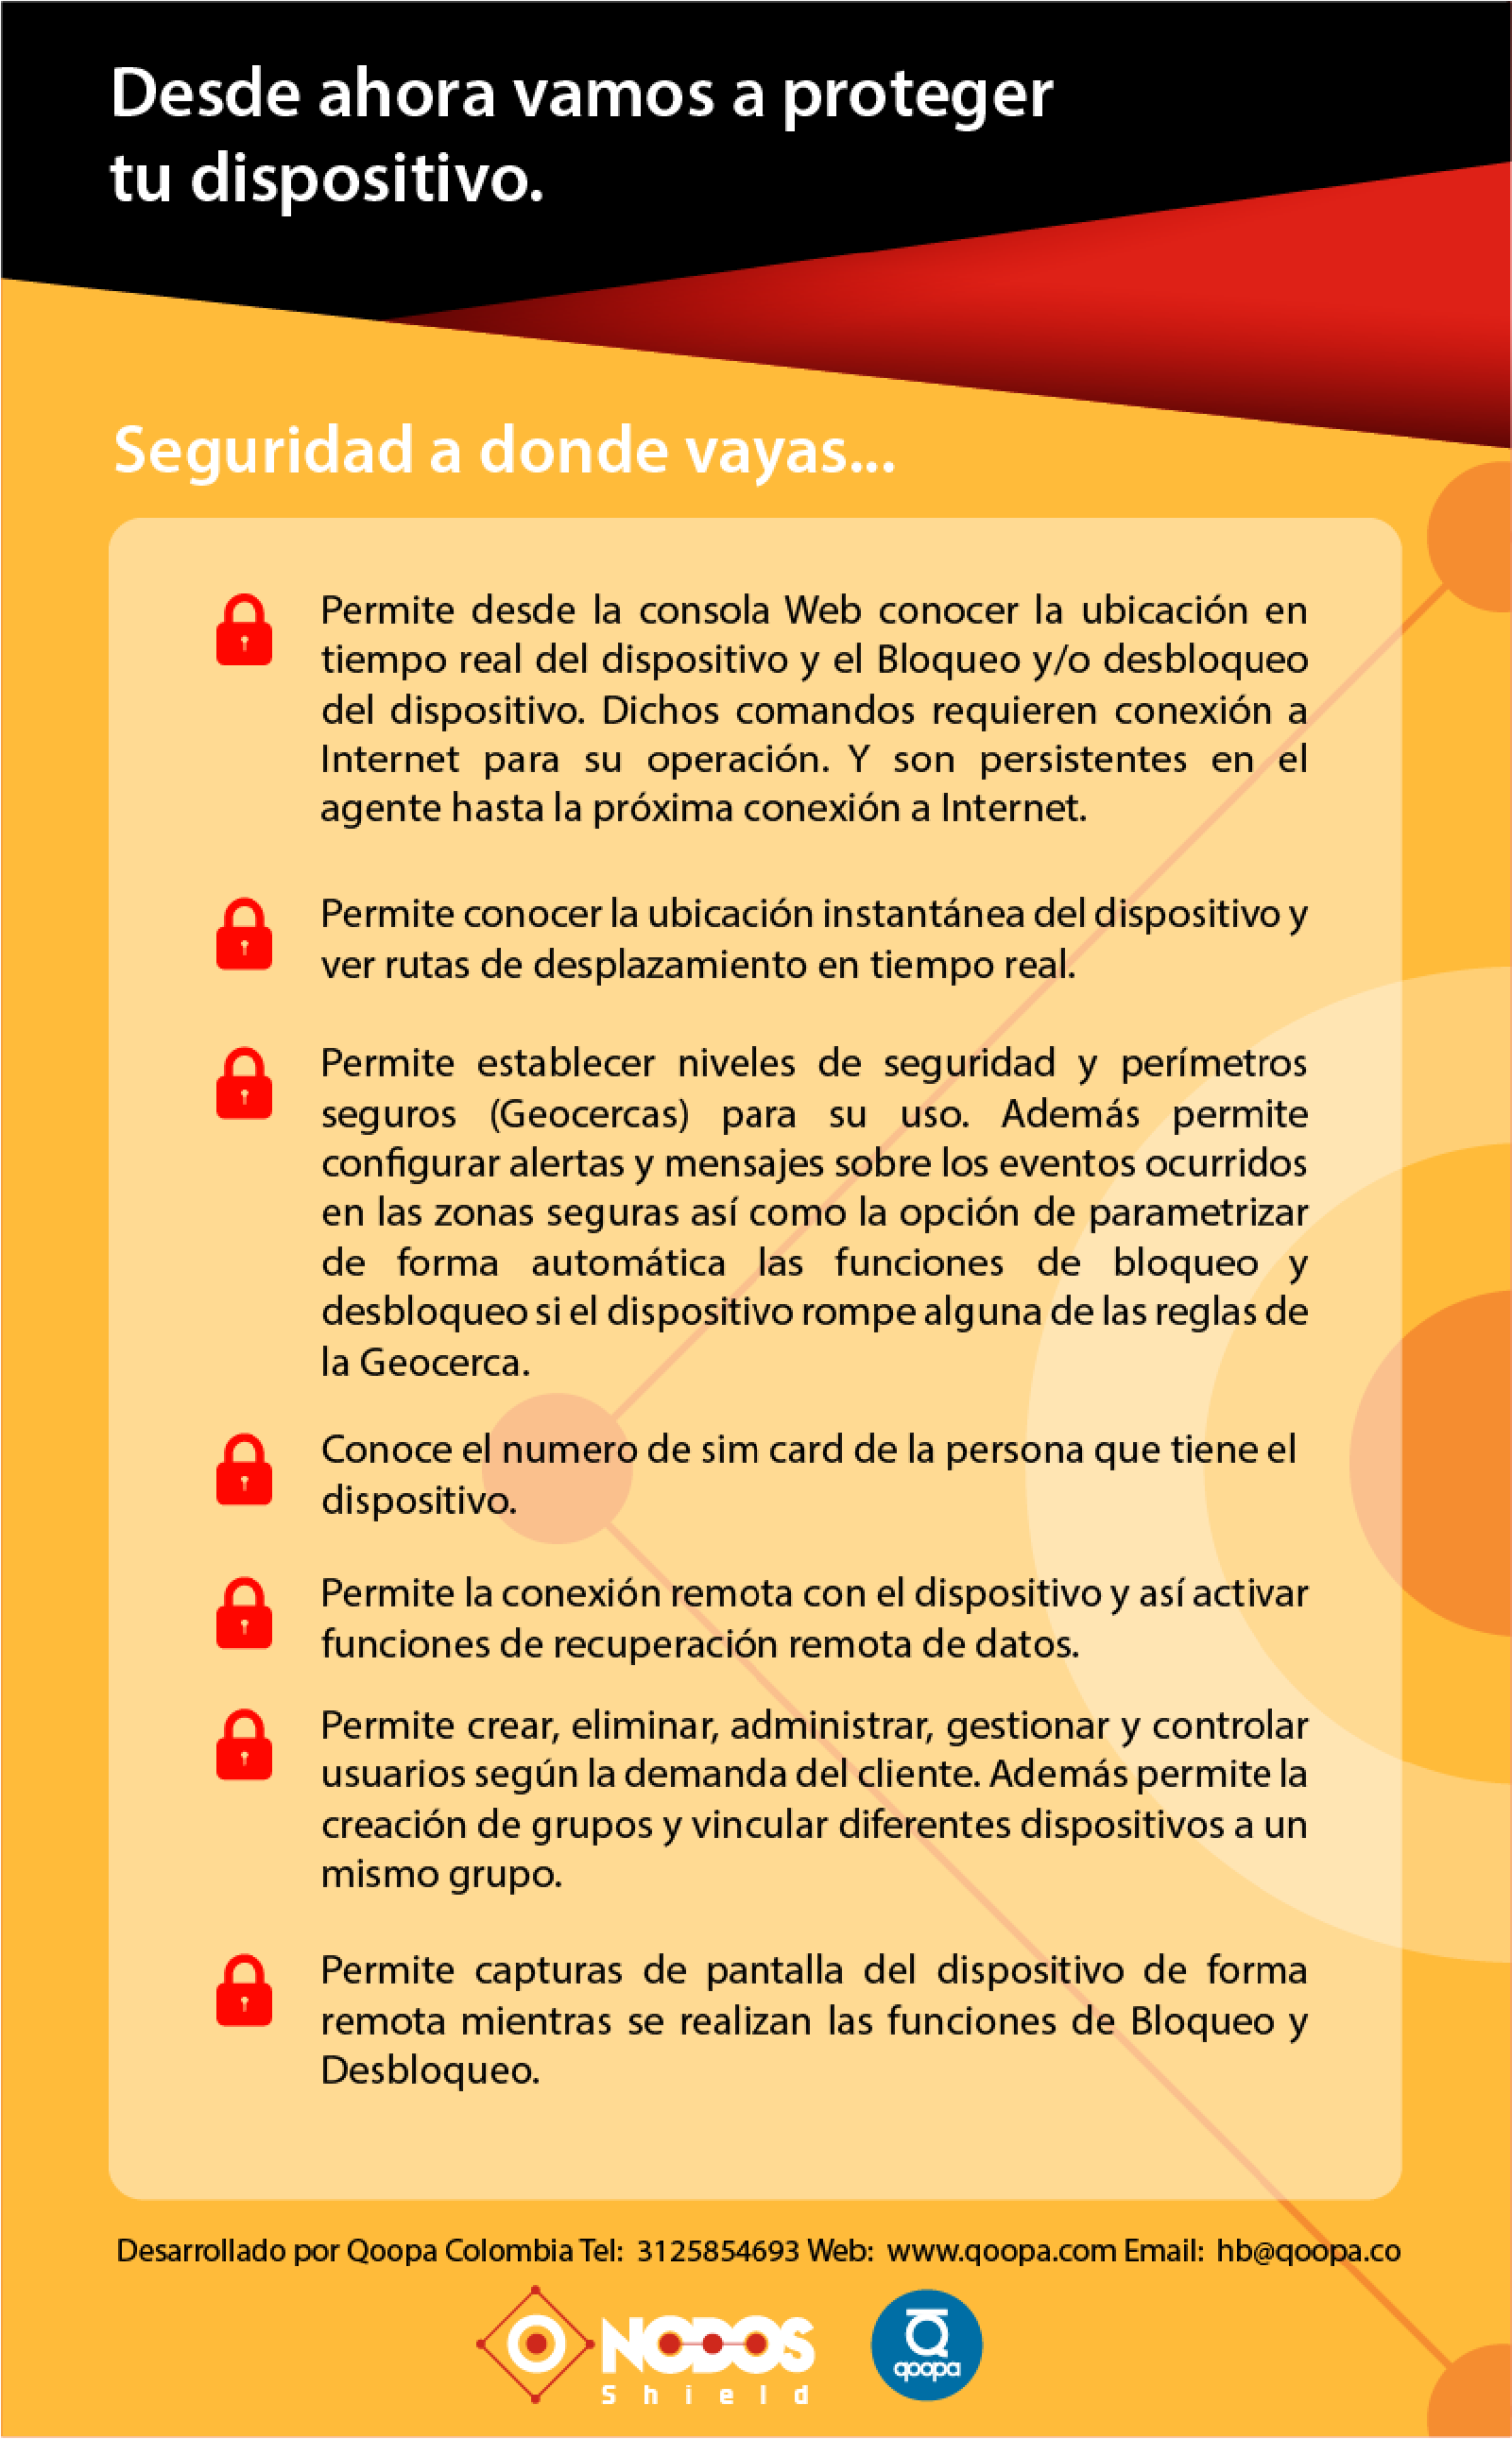 Desde ahora vamos a proteger
tu dispositivo.
Seguridad a donde vayas...
Permite desde la consola Web conocer la ubicación en
tiempo real del dispositivo y el Bloqueo y/o desbloqueo
del dispositivo. Dichos comandos requieren conexión a
Internet para su operación. Y son persistentes en el
agente hasta la próxima conexión a Internet.
Permite conocer la ubicación instantánea del dispositivo y
ver rutas de desplazamiento en tiempo real.
Permite establecer niveles de seguridad y perímetros
seguros (Geocercas) para su uso. Además permite
configurar alertas y mensajes sobre los eventos ocurridos
en las zonas seguras así como la opción de parametrizar
de forma automática las funciones de bloqueo y
desbloqueo si el dispositivo rompe alguna de las reglas de
la Geocerca.
Conoce el numero de sim card de la persona que tiene el
dispositivo.
Permite la conexión remota con el dispositivo y así activar
funciones de recuperación remota de datos.
Permite crear, eliminar, administrar, gestionar y controlar
usuarios según la demanda del cliente. Además permite la
creación de grupos y vincular diferentes dispositivos a un
mismo grupo.
Permite capturas de pantalla del dispositivo de forma
remota mientras se realizan las funciones de Bloqueo y
Desbloqueo.
Desarrollado por Qoopa Colombia Tel: 3125854693 Web: www.qoopa.com Email: hb@qoopa.co
NODOS
Shield
qoopa